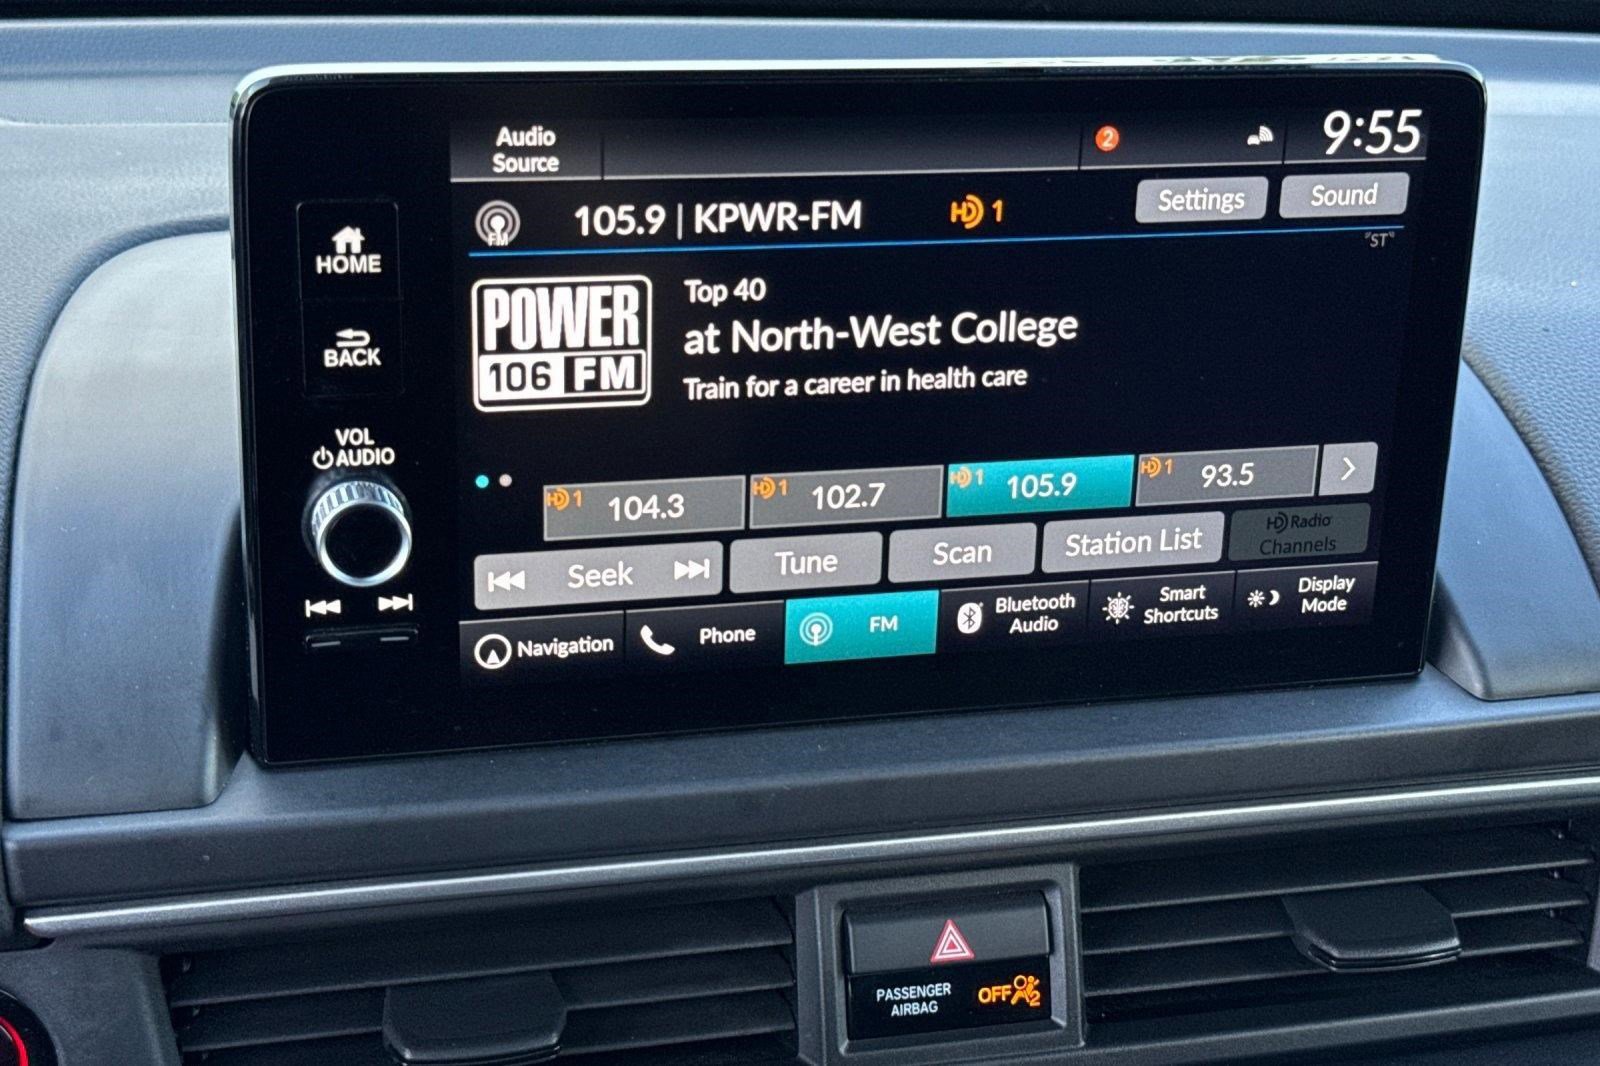 Audio
Source
2
9:55
HOME
BACK
VOL
AUDIO
FM
105.9 | KPWR-FM
HD 1
Settings
Sound
"ST"
POWER
106 FM
Top 40
at North-West College
Train for a career in health care
HD 1
104.3
HD 1
102.7
HD 1
105.9
HD 1
93.5
Seek
Tune
Scan
Station List
HD Radio
Channels
Navigation
Phone
FM
Bluetooth
Audio
Smart
Shortcuts
Display
Mode
PASSENGER
AIRBAG
OFF
2